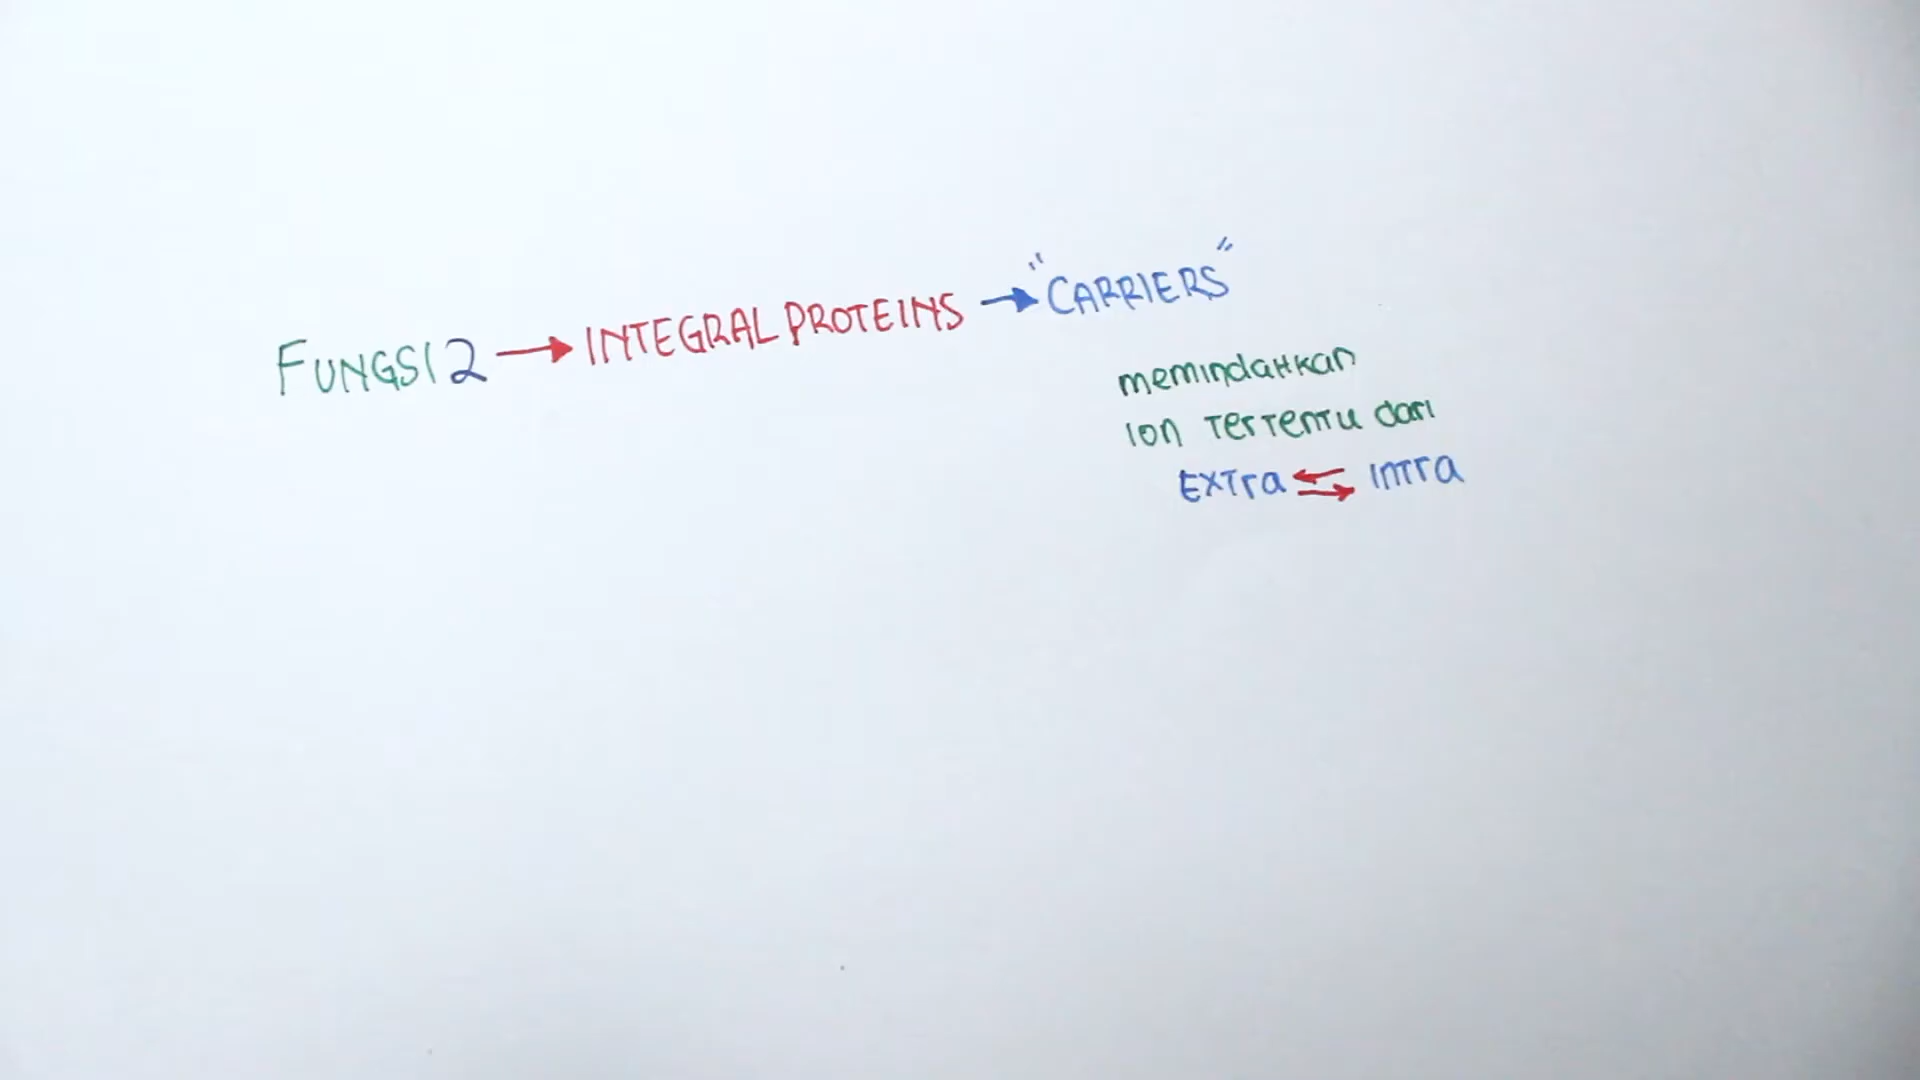 FUNGSI 2 → INTEGRAL PROTEINS → "CARRIERS"
memindaHkan
ion Tertentu dari
EXTra ⇆ InTra